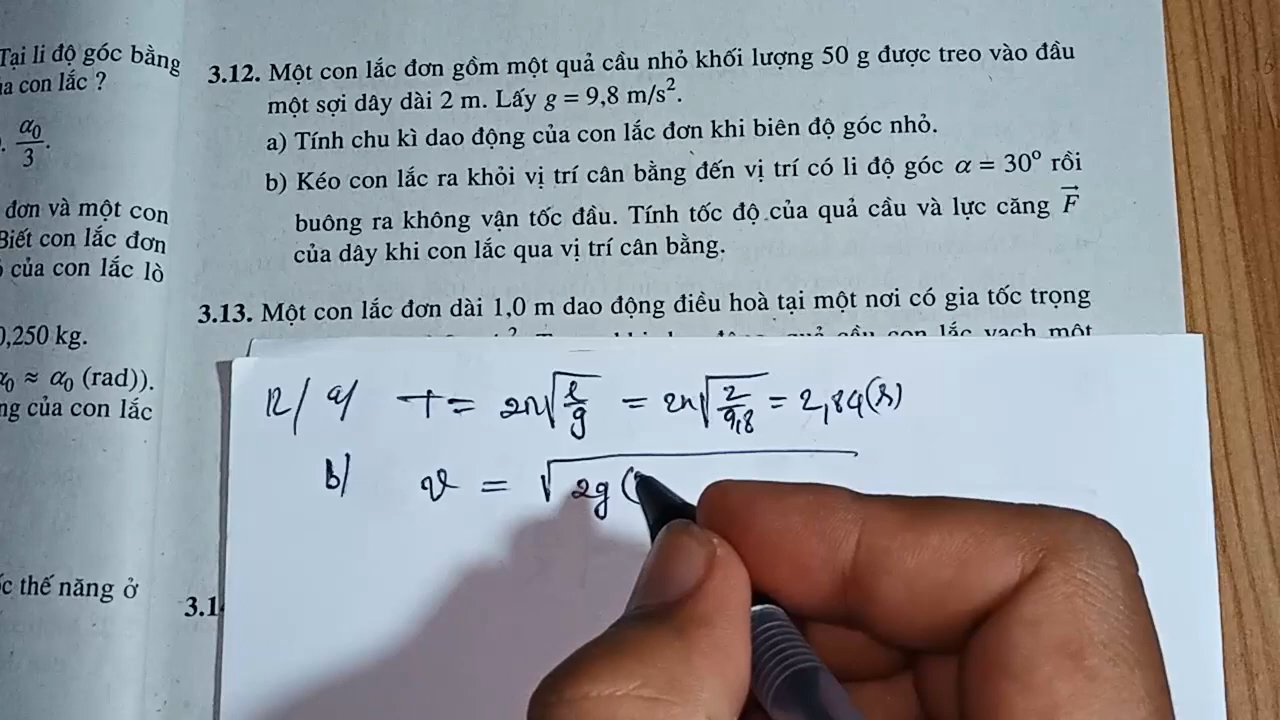 Tại li độ góc bằng
a con lắc ?
α₀/3.
đơn và một con
Biết con lắc đơn
của con lắc lò
0,250 kg.
α₀ ≈ α₀ (rad)).
ng của con lắc
c thế năng ở
3.12. Một con lắc đơn gồm một quả cầu nhỏ khối lượng 50 g được treo vào đầu
một sợi dây dài 2 m. Lấy g = 9,8 m/s².
a) Tính chu kì dao động của con lắc đơn khi biên độ góc nhỏ.
b) Kéo con lắc ra khỏi vị trí cân bằng đến vị trí có li độ góc α = 30° rồi
buông ra không vận tốc đầu. Tính tốc độ của quả cầu và lực căng F⃗
của dây khi con lắc qua vị trí cân bằng.
3.13. Một con lắc đơn dài 1,0 m dao động điều hoà tại một nơi có gia tốc trọng
3.1
12/ a/ T = 2π√(l/g) = 2π√(2/9,8) = 2,84(s)
b/ v = √2g(